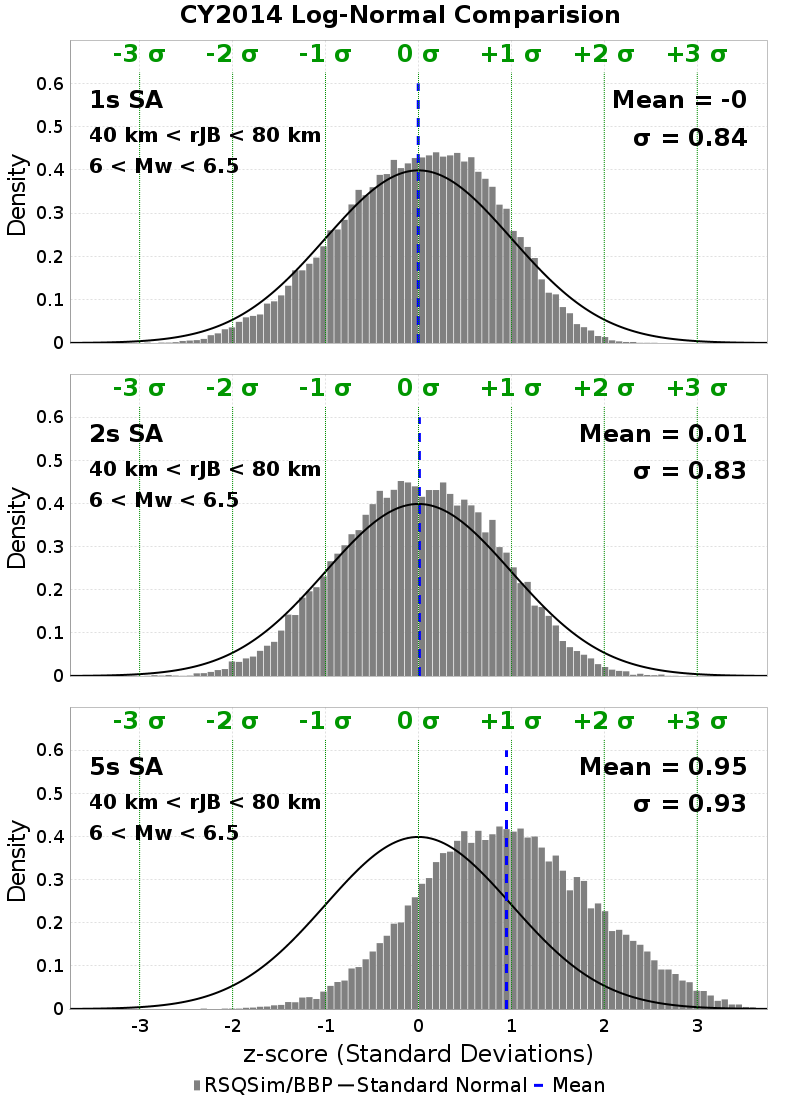 CY2014 Log-Normal Comparision
-3 σ -2 σ -1 σ 0 σ +1 σ +2 σ +3 σ
0.6
1s SA Mean = -0
0.5
40 km < rJB < 80 km σ = 0.84
6 < Mw < 6.5
0.4
0.3
0.2
0.1
0
Density
-3 σ -2 σ -1 σ 0 σ +1 σ +2 σ +3 σ
0.6
2s SA Mean = 0.01
0.5
40 km < rJB < 80 km σ = 0.83
6 < Mw < 6.5
0.4
0.3
0.2
0.1
0
Density
-3 σ -2 σ -1 σ 0 σ +1 σ +2 σ +3 σ
0.6
5s SA Mean = 0.95
0.5
40 km < rJB < 80 km σ = 0.93
6 < Mw < 6.5
0.4
0.3
0.2
0.1
0
Density
-3 -2 -1 0 1 2 3
z-score (Standard Deviations)
RSQSim/BBP Standard Normal Mean